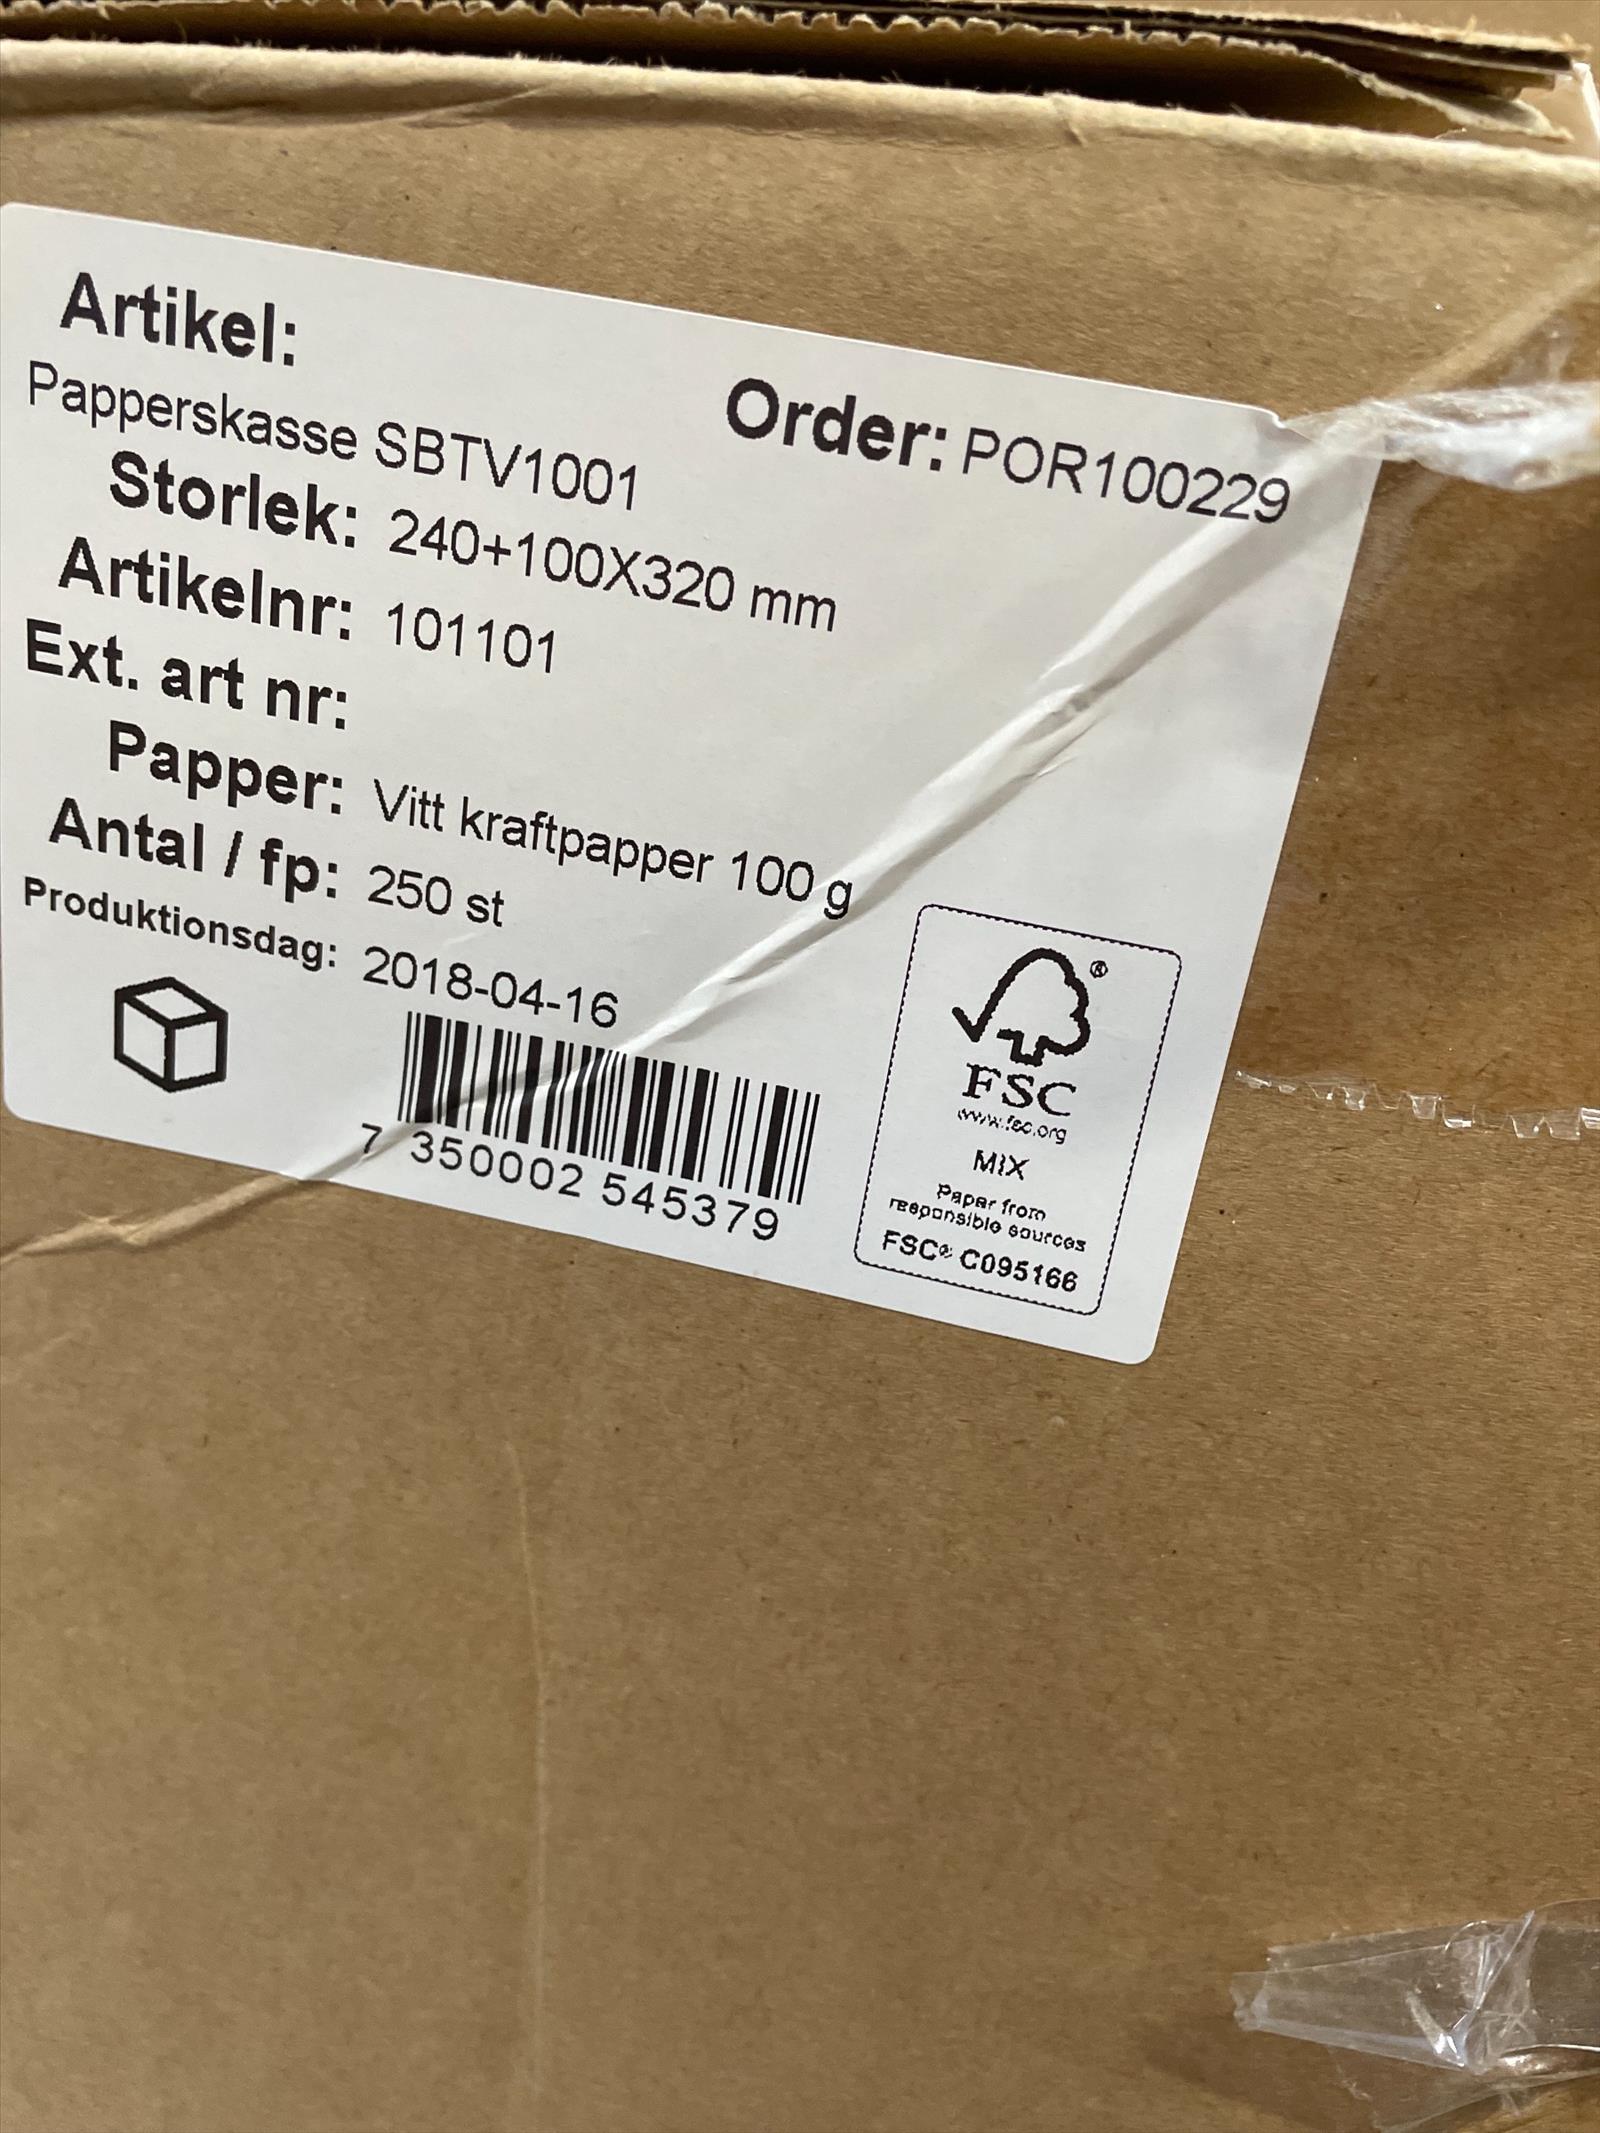 Artikel:
Papperskasse SBTV1001
Order: POR100229
Storlek: 240+100X320 mm
Artikelnr: 101101
Ext. art nr:
Papper: Vitt kraftpapper 100 g
Antal / fp: 250 st
Produktionsdag: 2018-04-16
7 350002 545379
®
FSC
www.fsc.org
MIX
Paper from
responsible sources
FSC® C095166